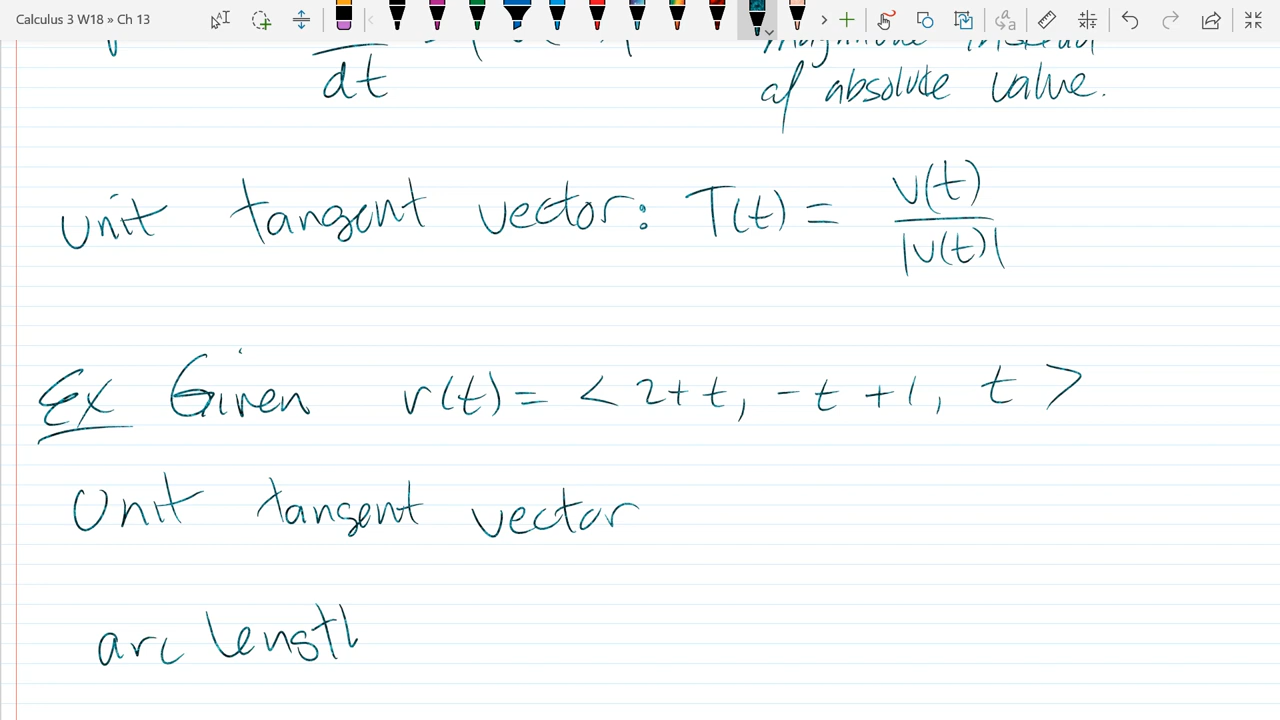 Calculus 3 W18 » Ch 13
dt
of absolute value.
Unit tangent vector: T(t) = v(t) / |v(t)|
Ex Given r(t) = < 2+t, -t+1, t >
Unit tangent vector
arc length